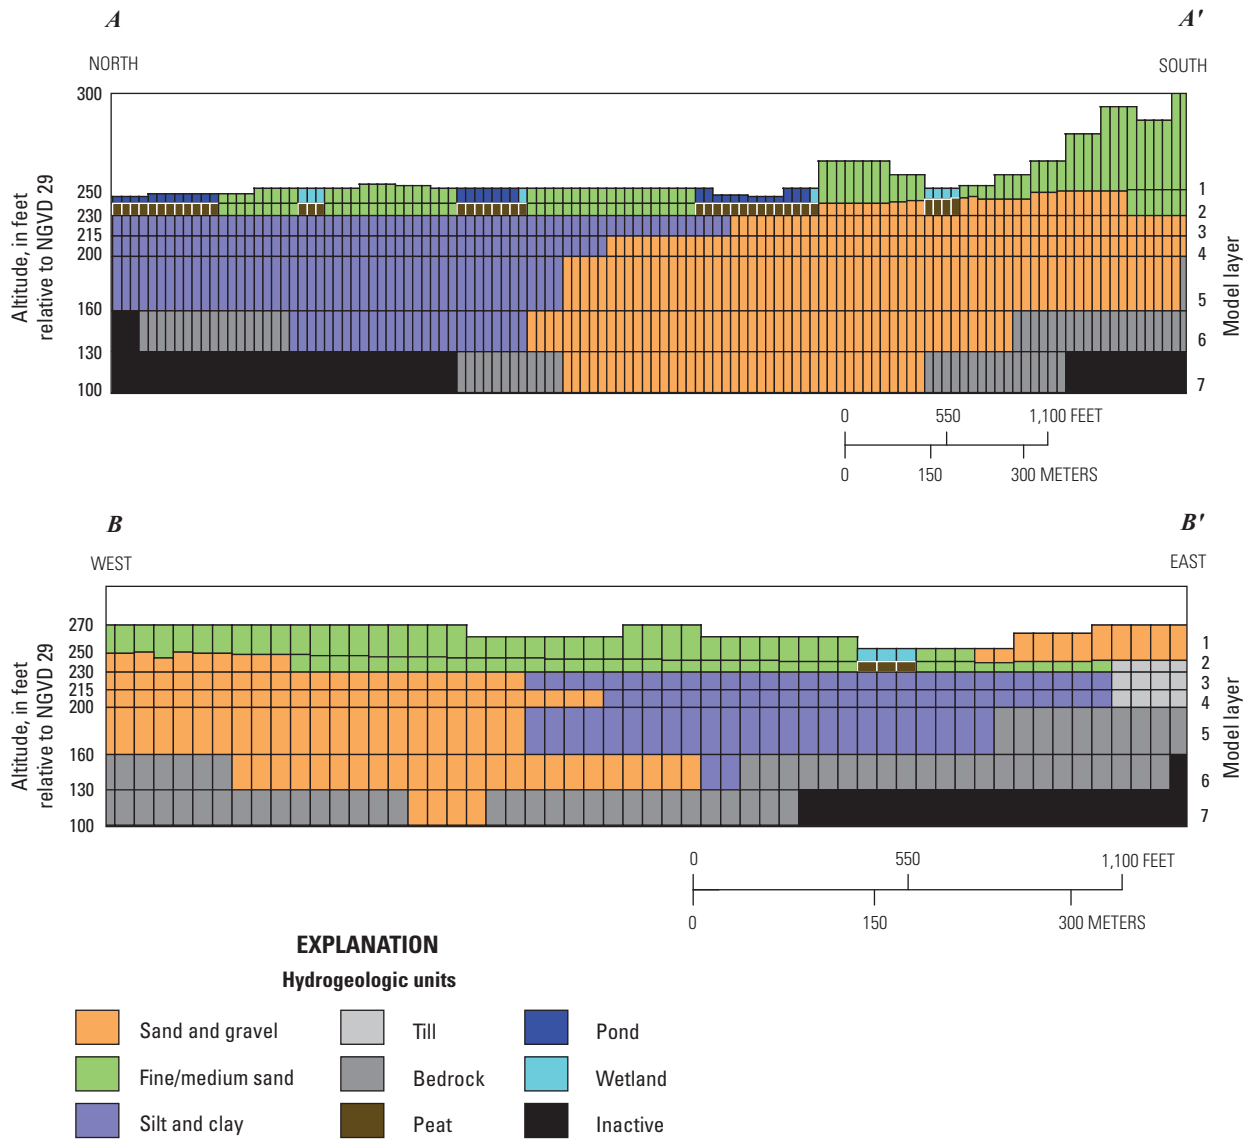 A A'
NORTH SOUTH
300
250
230
215
200
160
130
100
Altitude, in feet
relative to NGVD 29
1
2
3
4
5
6
7
Model layer
0 550 1,100 FEET
0 150 300 METERS
B B'
WEST EAST
270
250
230
215
200
160
130
100
Altitude, in feet
relative to NGVD 29
1
2
3
4
5
6
7
Model layer
0 550 1,100 FEET
0 150 300 METERS
EXPLANATION
Hydrogeologic units
Sand and gravel
Fine/medium sand
Silt and clay
Till
Bedrock
Peat
Pond
Wetland
Inactive